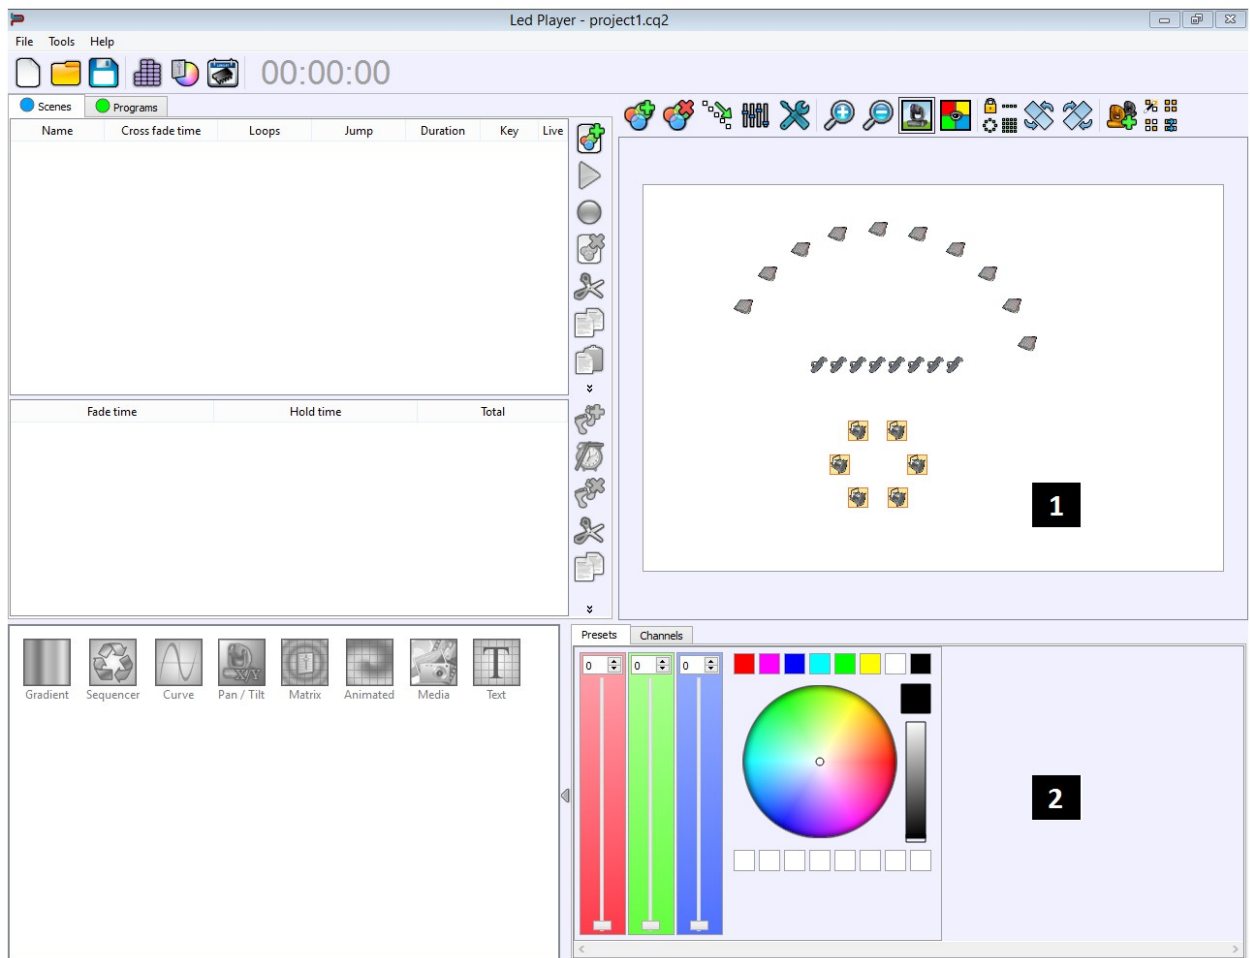 Led Player - project1.cq2
File Tools Help
00:00:00
Scenes Programs
Name Cross fade time Loops Jump Duration Key Live
Fade time Hold time Total
1
Gradient Sequencer Curve Pan / Tilt Matrix Animated Media Text
Presets Channels
0 0 0
2